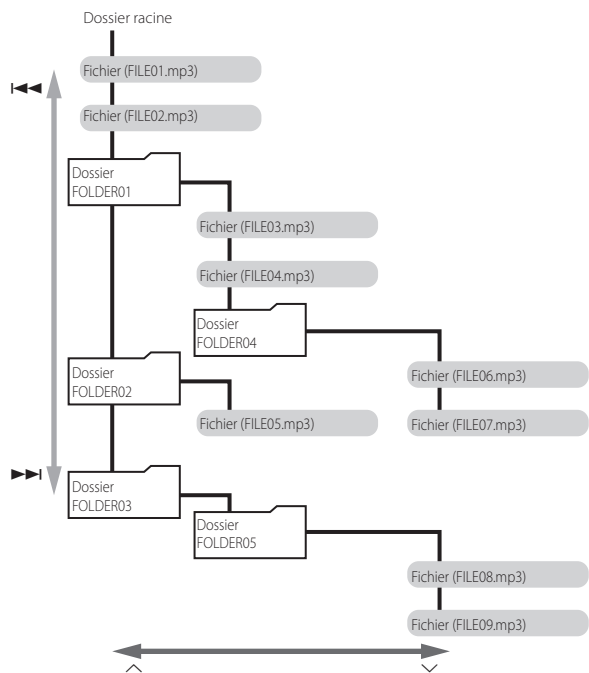 Dossier racine
Fichier (FILE01.mp3)
Fichier (FILE02.mp3)
Dossier
FOLDER01
Fichier (FILE03.mp3)
Fichier (FILE04.mp3)
Dossier
FOLDER04
Fichier (FILE06.mp3)
Fichier (FILE07.mp3)
Dossier
FOLDER02
Fichier (FILE05.mp3)
Dossier
FOLDER03
Dossier
FOLDER05
Fichier (FILE08.mp3)
Fichier (FILE09.mp3)